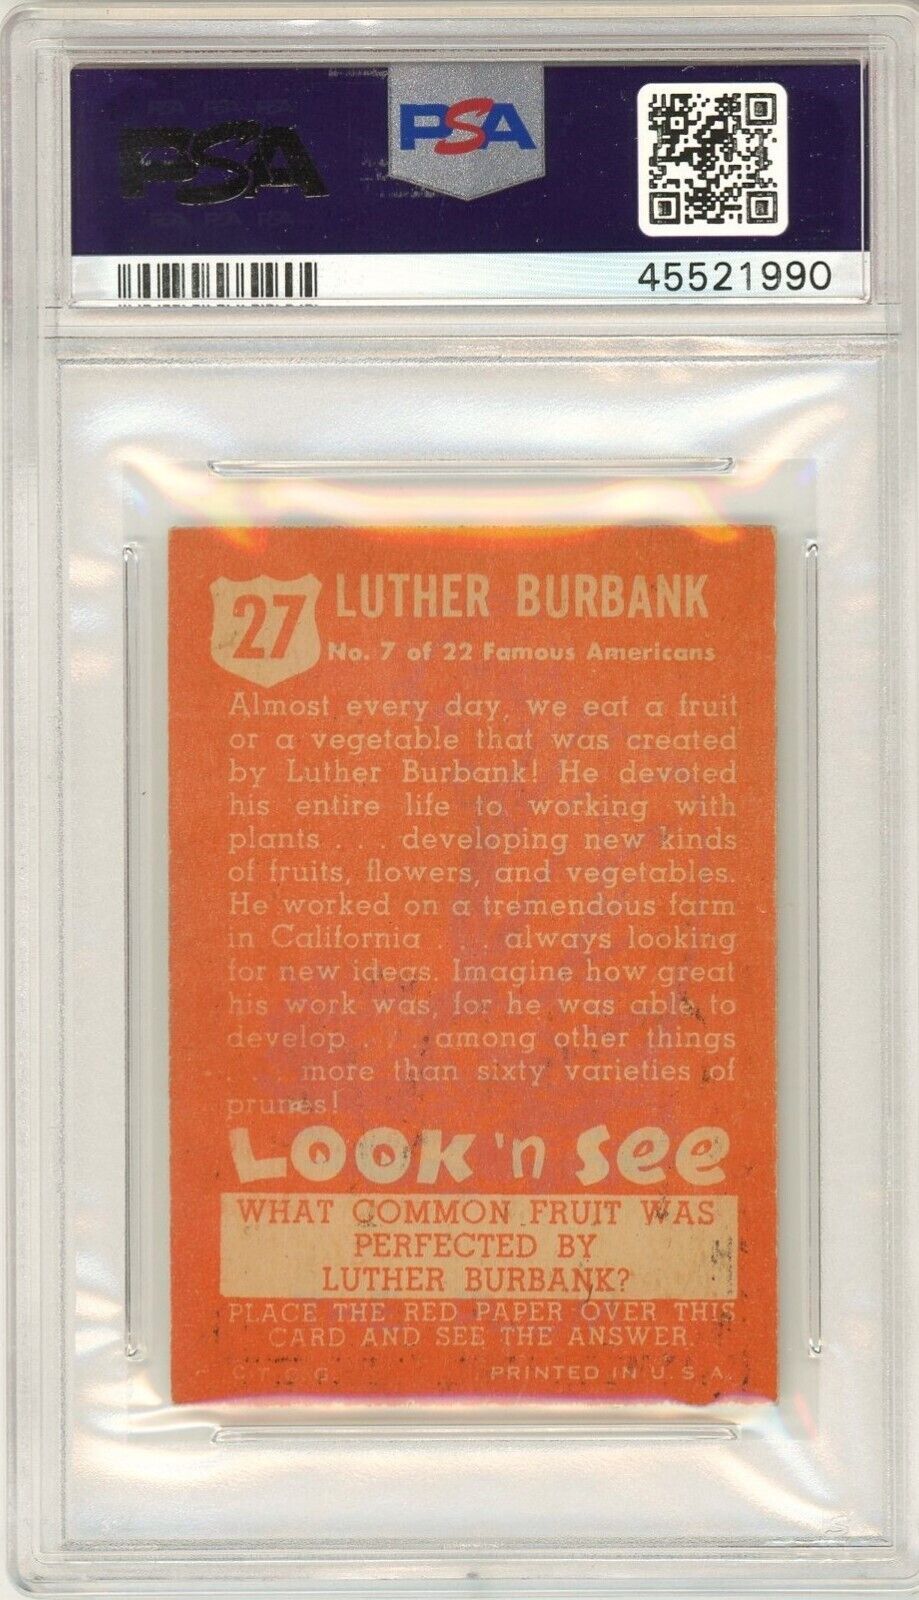 PSA
PSA
45521990
27
LUTHER BURBANK
No. 7 of 22 Famous Americans
Almost every day, we eat a fruit
or a vegetable that was created
by Luther Burbank! He devoted
his entire life to working with
plants . . . developing new kinds
of fruits, flowers, and vegetables.
He worked on a tremendous farm
in California . . . always looking
for new ideas. Imagine how great
his work was, for he was able to
develop . . . among other things
. . . more than sixty varieties of
prunes!
LOOK 'n See
WHAT COMMON FRUIT WAS
PERFECTED BY
LUTHER BURBANK?
PLACE THE RED PAPER OVER THIS
CARD AND SEE THE ANSWER.
© T. C. G. PRINTED IN U. S. A.